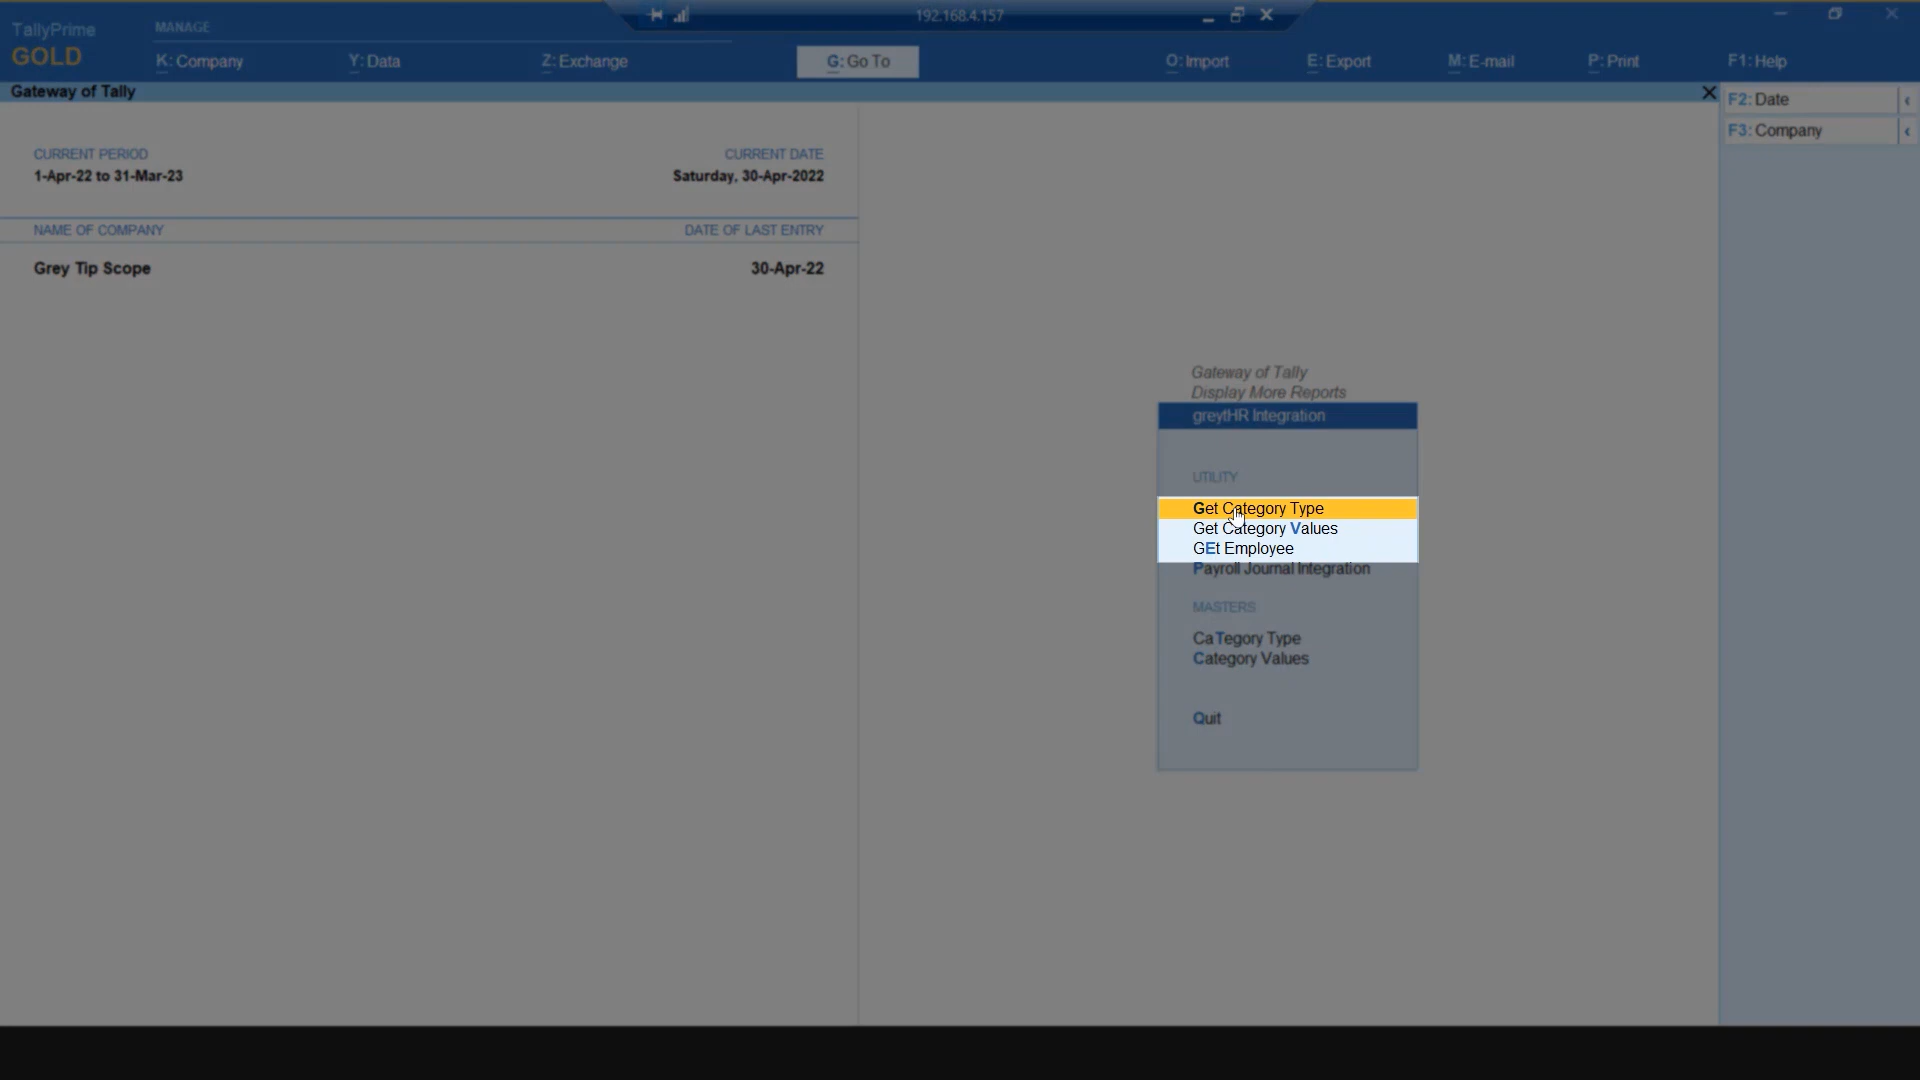 192.168.4.157
TallyPrime
GOLD
MANAGE
K: Company
Y: Data
Z: Exchange
G: Go To
O: Import
E: Export
M: E-mail
P: Print
F1: Help
Gateway of Tally
F2: Date
F3: Company
CURRENT PERIOD
CURRENT DATE
1-Apr-22 to 31-Mar-23
Saturday, 30-Apr-2022
NAME OF COMPANY
DATE OF LAST ENTRY
Grey Tip Scope
30-Apr-22
Gateway of Tally
Display More Reports
greytHR Integration
UTILITY
Get Category Type
Get Category Values
GEt Employee
Payroll Journal Integration
MASTERS
CaTegory Type
Category Values
Quit